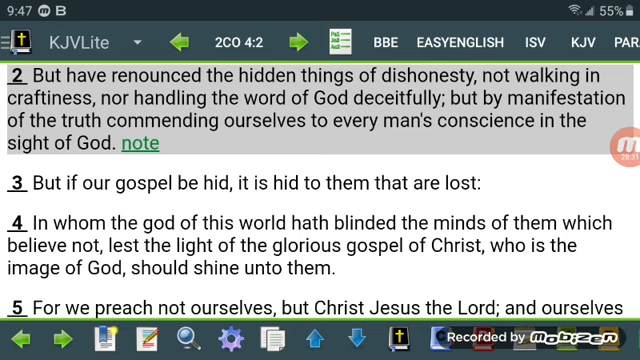 9:47 B 55%
KJVLite 2CO 4:2 BBE EASYENGLISH ISV KJV PAR
2 But have renounced the hidden things of dishonesty, not walking in
craftiness, nor handling the word of God deceitfully; but by manifestation
of the truth commending ourselves to every man's conscience in the
sight of God. note
28:31
3 But if our gospel be hid, it is hid to them that are lost:
4 In whom the god of this world hath blinded the minds of them which
believe not, lest the light of the glorious gospel of Christ, who is the
image of God, should shine unto them.
5 For we preach not ourselves, but Christ Jesus the Lord; and ourselves
Recorded by MOBIZEN